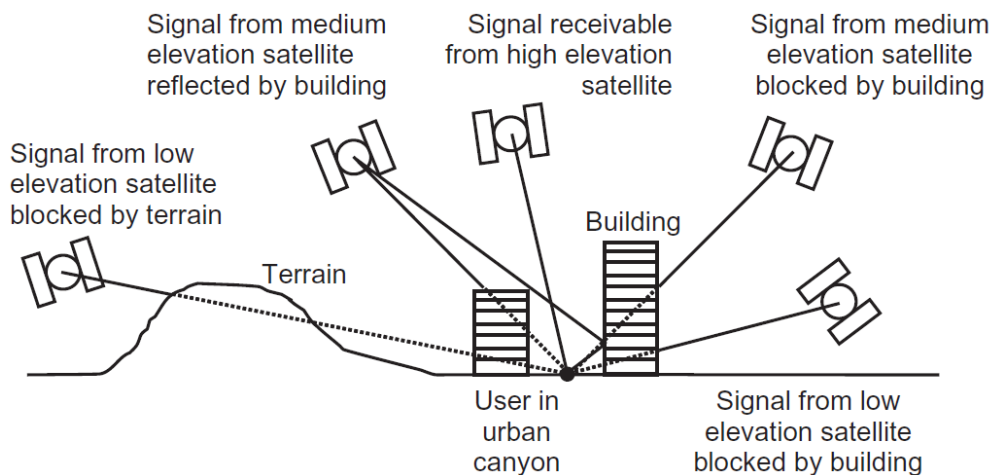 Signal from medium
elevation satellite
reflected by building
Signal receivable
from high elevation
satellite
Signal from medium
elevation satellite
blocked by building
Signal from low
elevation satellite
blocked by terrain
Terrain
Building
User in
urban
canyon
Signal from low
elevation satellite
blocked by building